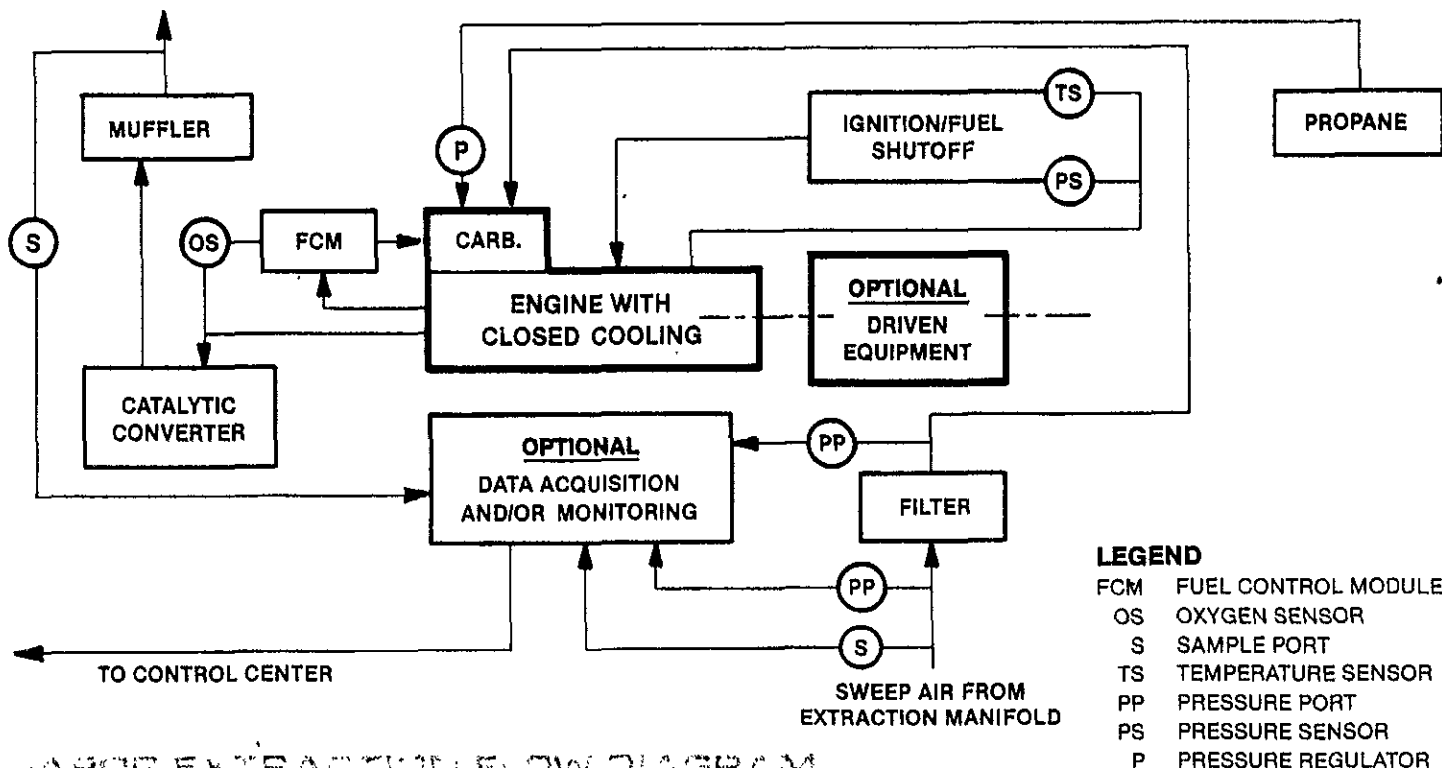 MUFFLER
P
IGNITION/FUEL
SHUTOFF
TS
PS
PROPANE
S
OS
FCM
CARB.
ENGINE WITH
CLOSED COOLING
OPTIONAL
DRIVEN
EQUIPMENT
CATALYTIC
CONVERTER
OPTIONAL
DATA ACQUISITION
AND/OR MONITORING
PP
FILTER
PP
S
TO CONTROL CENTER
SWEEP AIR FROM
EXTRACTION MANIFOLD
LEGEND
FCM FUEL CONTROL MODULE
OS OXYGEN SENSOR
S SAMPLE PORT
TS TEMPERATURE SENSOR
PP PRESSURE PORT
PS PRESSURE SENSOR
P PRESSURE REGULATOR
EXTRACTION FLOW DIAGRAM